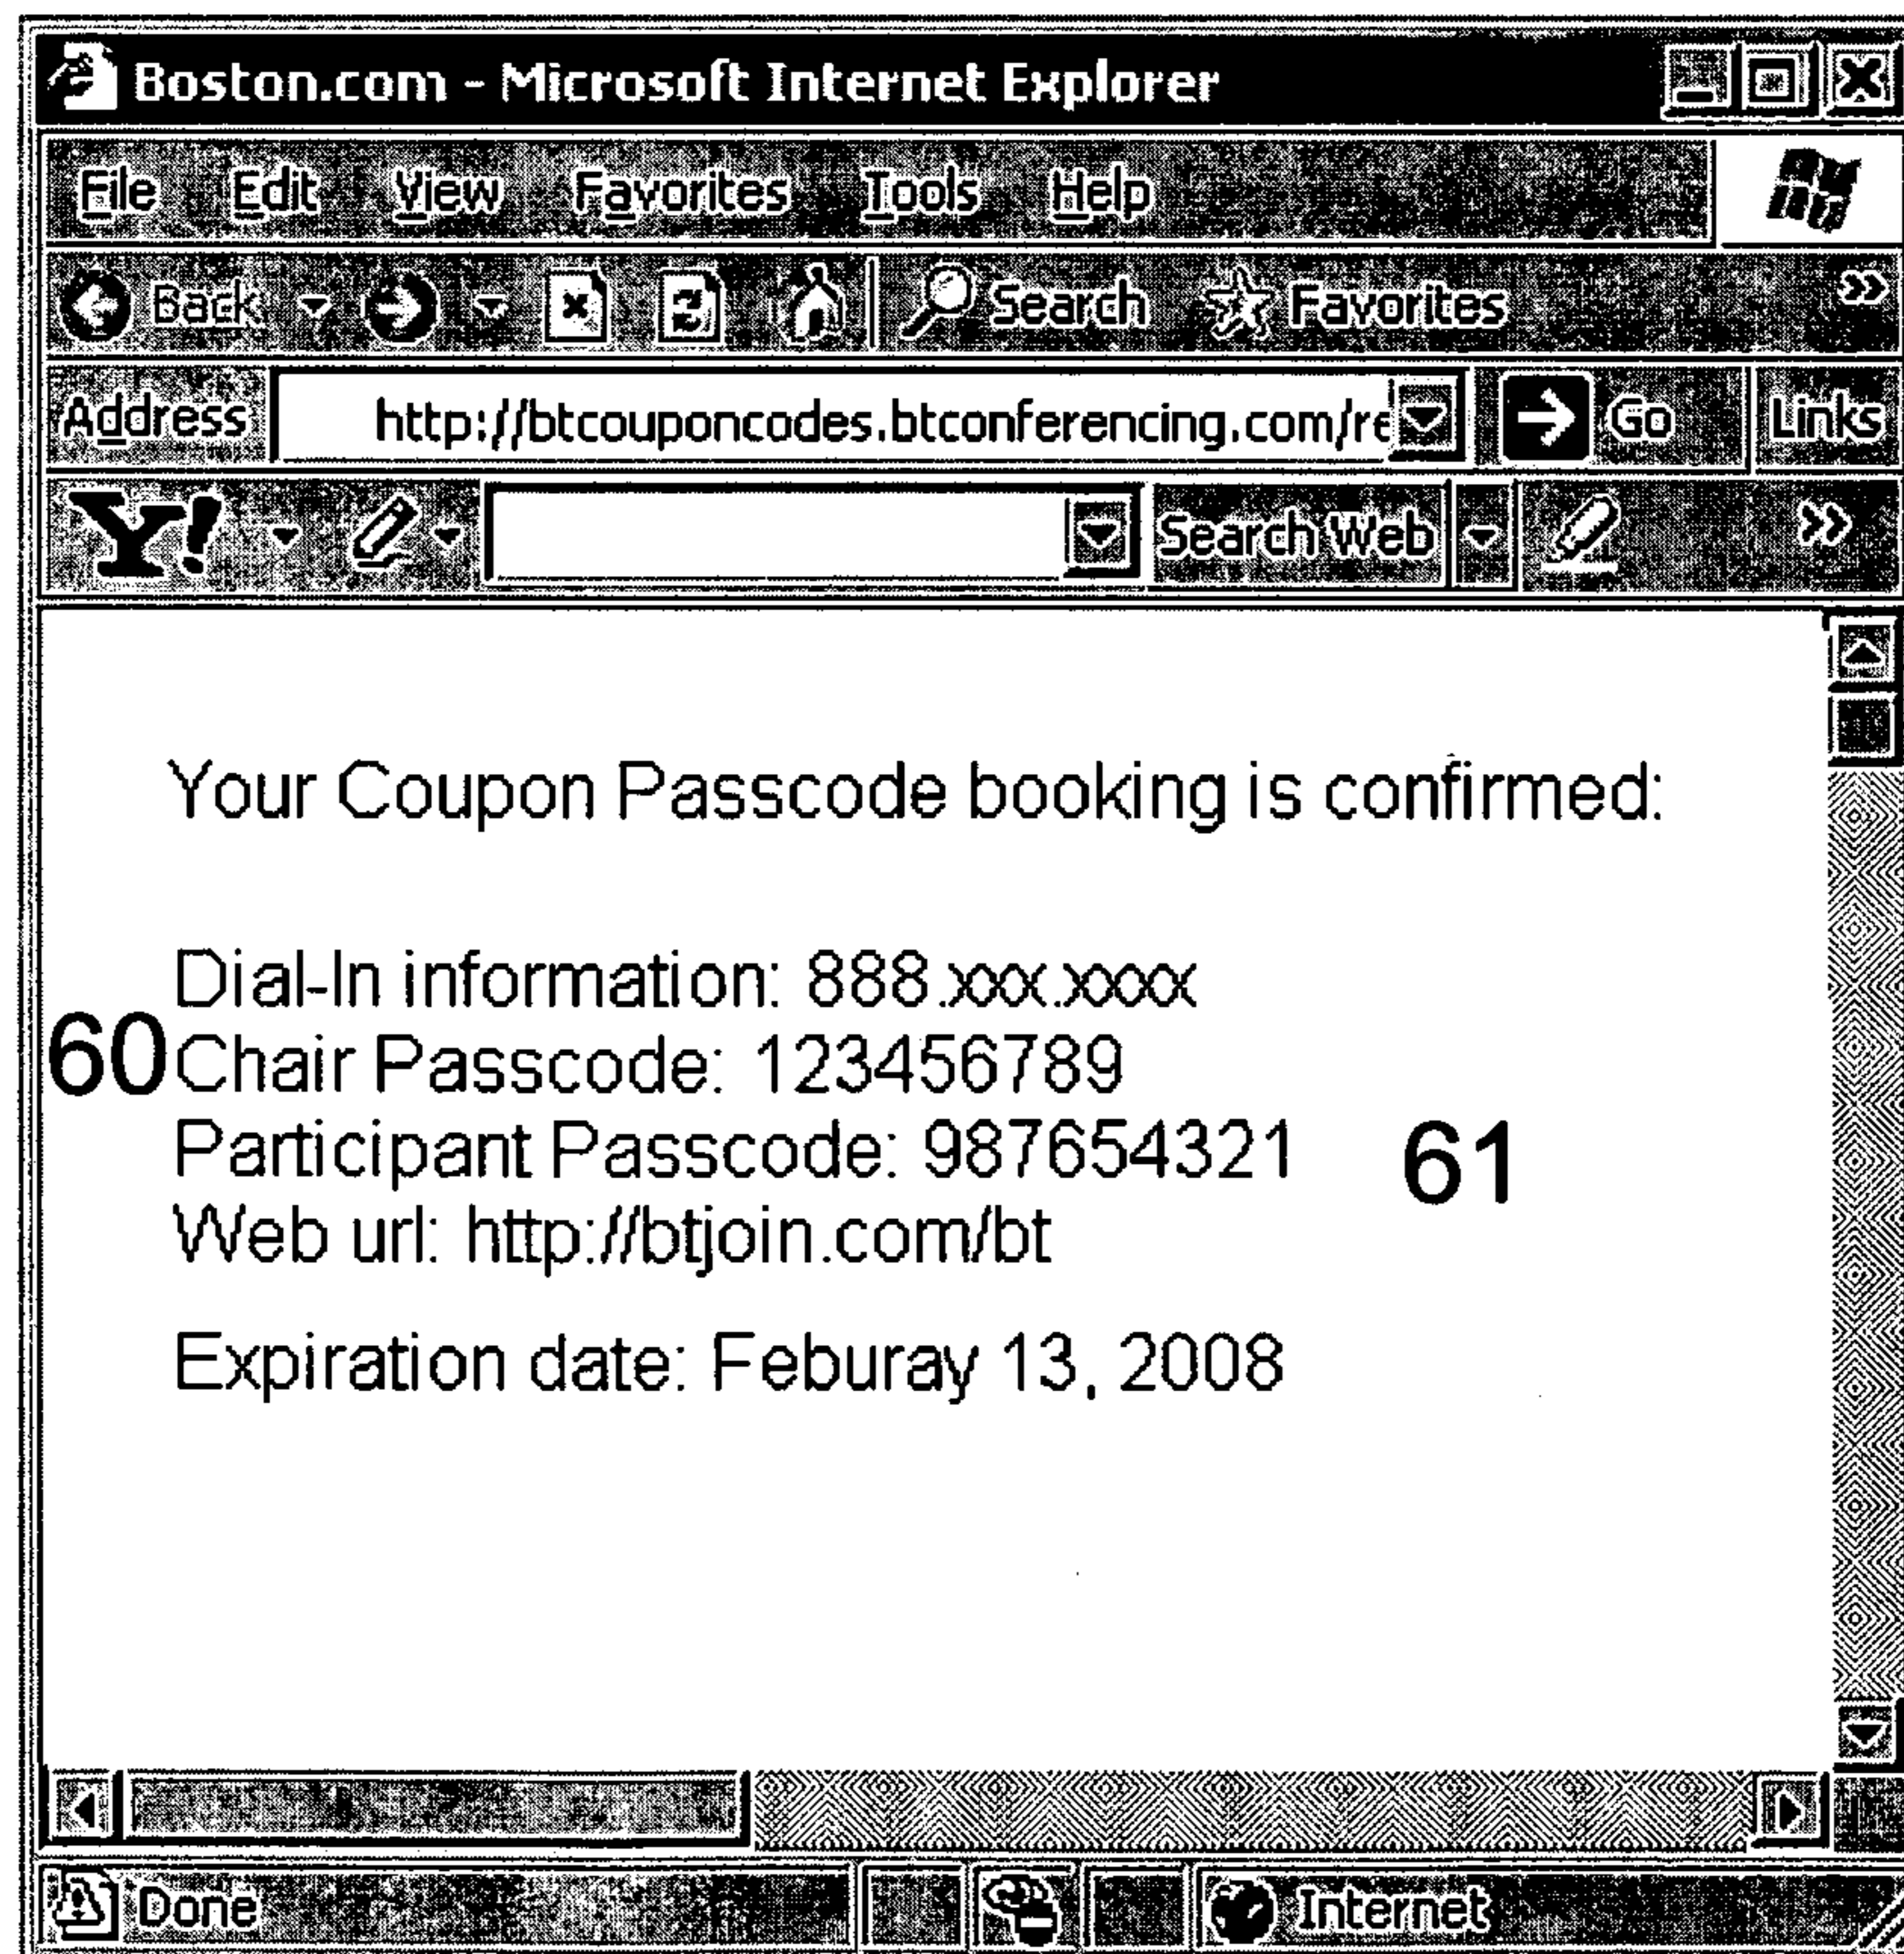 Boston.com - Microsoft Internet Explorer
File Edit View Favorites Tools Help
Back Search Favorites »
Address http://btcouponcodes.btconferencing.com/re Go Links
Y! Search Web »
Your Coupon Passcode booking is confirmed:
Dial-In information: 888.xxx.xxxx
60 Chair Passcode: 123456789
Participant Passcode: 987654321 61
Web url: http://btjoin.com/bt
Expiration date: Feburay 13, 2008
Done Internet